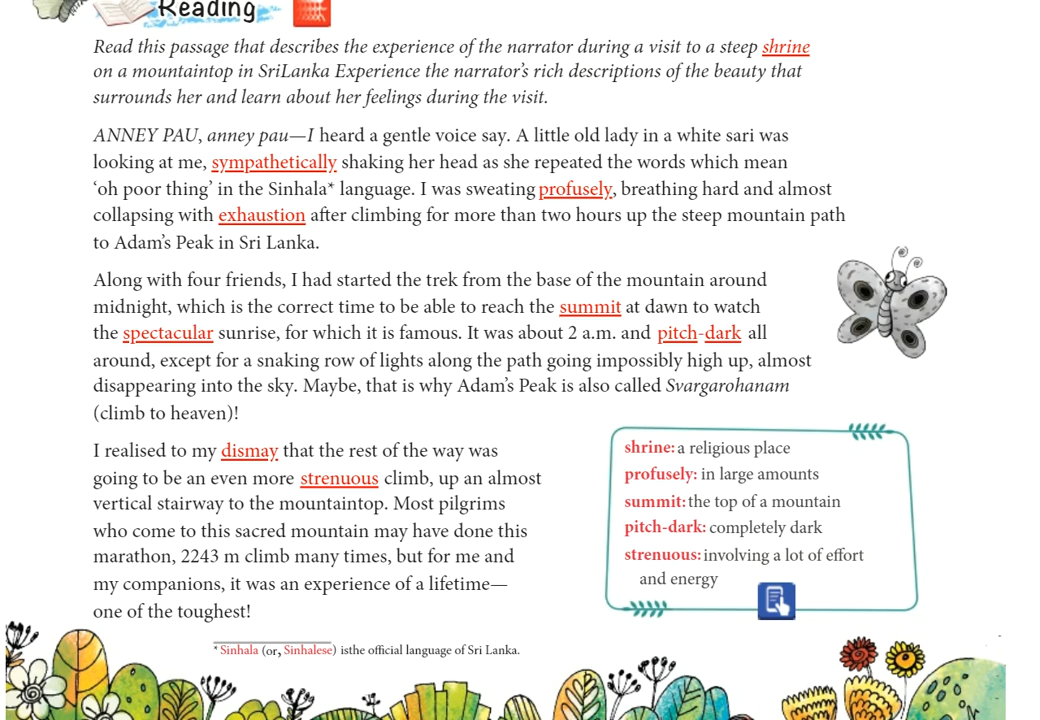 Reading
Read this passage that describes the experience of the narrator during a visit to a steep shrine
on a mountaintop in SriLanka Experience the narrator's rich descriptions of the beauty that
surrounds her and learn about her feelings during the visit.
ANNEY PAU, anney pau—I heard a gentle voice say. A little old lady in a white sari was
looking at me, sympathetically shaking her head as she repeated the words which mean
‘oh poor thing’ in the Sinhala* language. I was sweating profusely, breathing hard and almost
collapsing with exhaustion after climbing for more than two hours up the steep mountain path
to Adam's Peak in Sri Lanka.
Along with four friends, I had started the trek from the base of the mountain around
midnight, which is the correct time to be able to reach the summit at dawn to watch
the spectacular sunrise, for which it is famous. It was about 2 a.m. and pitch-dark all
around, except for a snaking row of lights along the path going impossibly high up, almost
disappearing into the sky. Maybe, that is why Adam's Peak is also called Svargarohanam
(climb to heaven)!
I realised to my dismay that the rest of the way was
going to be an even more strenuous climb, up an almost
vertical stairway to the mountaintop. Most pilgrims
who come to this sacred mountain may have done this
marathon, 2243 m climb many times, but for me and
my companions, it was an experience of a lifetime—
one of the toughest!
shrine: a religious place
profusely: in large amounts
summit: the top of a mountain
pitch-dark: completely dark
strenuous: involving a lot of effort
and energy
* Sinhala (or, Sinhalese) isthe official language of Sri Lanka.